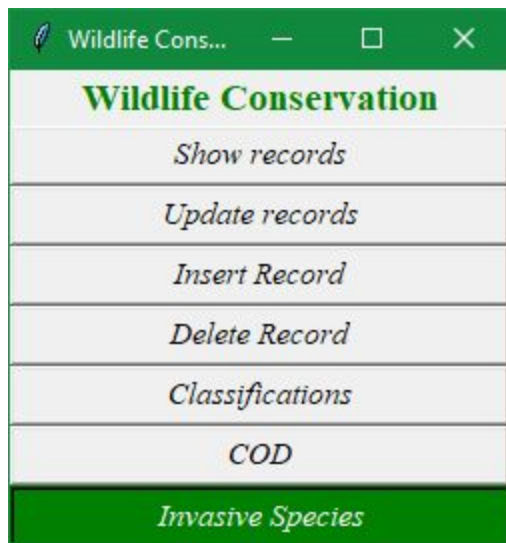 Wildlife Cons...
Wildlife Conservation
Show records
Update records
Insert Record
Delete Record
Classifications
COD
Invasive Species